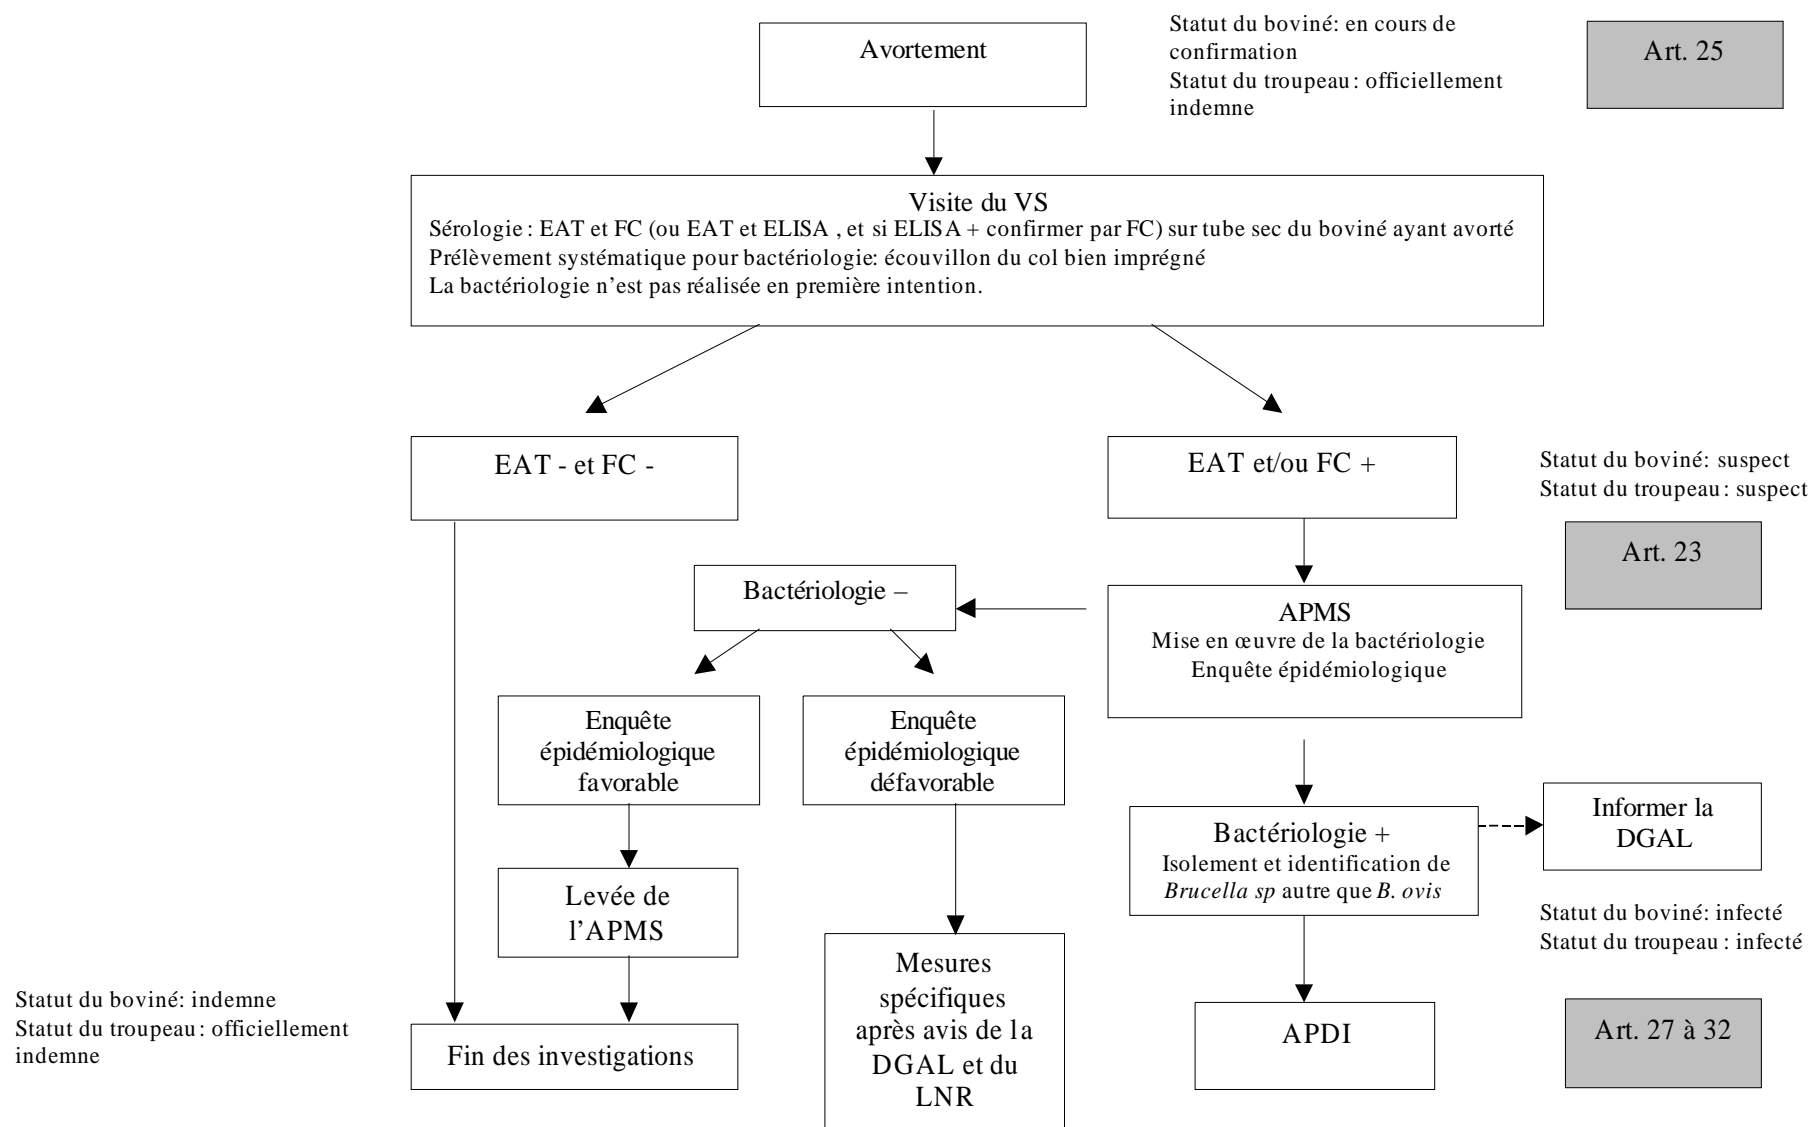 Avortement
Statut du boviné: en cours de
confirmation
Statut du troupeau: officiellement
indemne
Art. 25
Visite du VS
Sérologie: EAT et FC (ou EAT et ELISA , et si ELISA + confirmer par FC) sur tube sec du boviné ayant avorté
Prélèvement systématique pour bactériologie: écouvillon du col bien imprégné
La bactériologie n’est pas réalisée en première intention.
EAT - et FC -
EAT et/ou FC +
Statut du boviné: suspect
Statut du troupeau: suspect
Art. 23
Bactériologie –
APMS
Mise en œuvre de la bactériologie
Enquête épidémiologique
Enquête
épidémiologique
favorable
Enquête
épidémiologique
défavorable
Bactériologie +
Isolement et identification de
Brucella sp autre que B. ovis
Informer la
DGAL
Levée de
l’APMS
Statut du boviné: infecté
Statut du troupeau: infecté
Mesures
spécifiques
après avis de la
DGAL et du
LNR
Statut du boviné: indemne
Statut du troupeau: officiellement
indemne
Fin des investigations
APDI
Art. 27 à 32